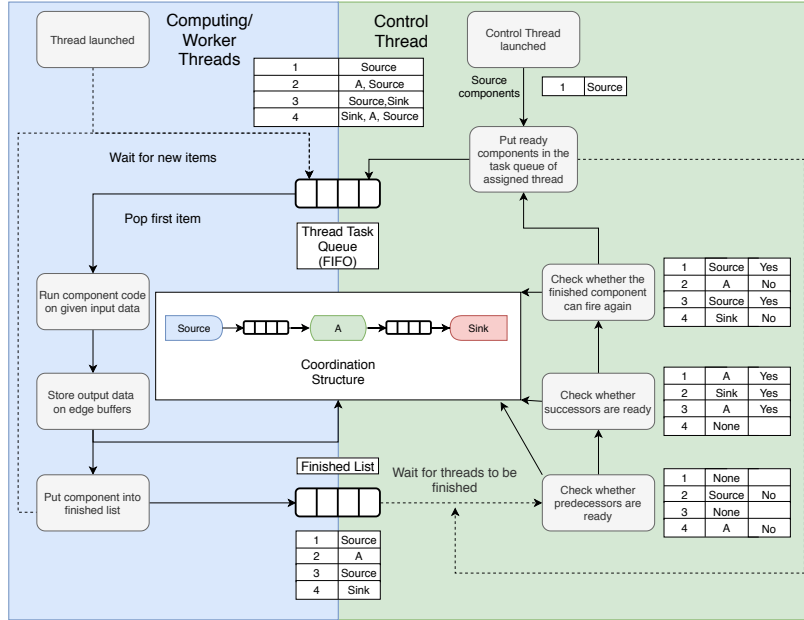 Computing/
Worker
Threads
Control
Thread
Thread launched
Control Thread
launched
1 Source
2 A, Source
3 Source,Sink
4 Sink, A, Source
Source
components
1 Source
Put ready
components in the
task queue of
assigned thread
Wait for new items
Pop first item
Thread Task
Queue
(FIFO)
Run component code
on given input data
Check whether the
finished component
can fire again
1 Source Yes
2 A No
3 Source Yes
4 Sink No
Source
A
Sink
Coordination
Structure
Store output data
on edge buffers
Check whether
successors are ready
1 A Yes
2 Sink Yes
3 A Yes
4 None
Finished List
Put component into
finished list
Wait for threads to be
finished
Check whether
predecessors are
ready
1 None
2 Source No
3 None
4 A No
1 Source
2 A
3 Source
4 Sink